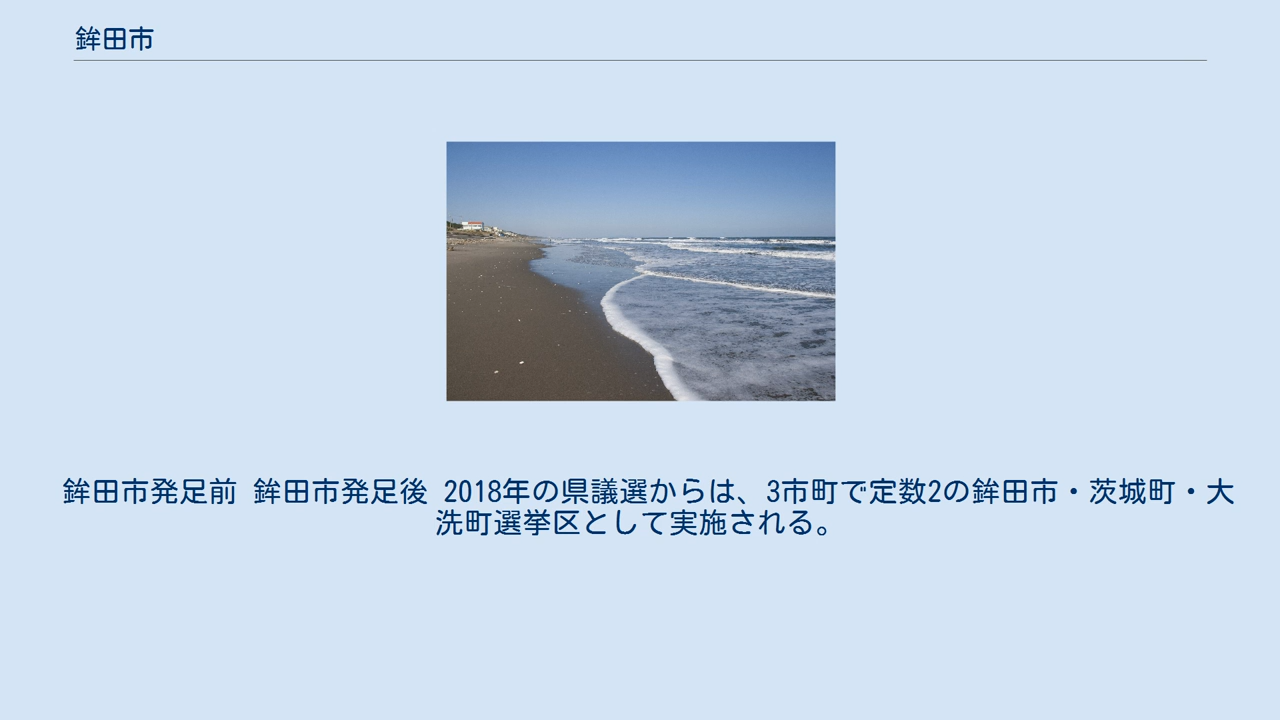 鉾田市
鉾田市発足前 鉾田市発足後 2018年の県議選からは、3市町で定数2の鉾田市・茨城町・大
洗町選挙区として実施される。